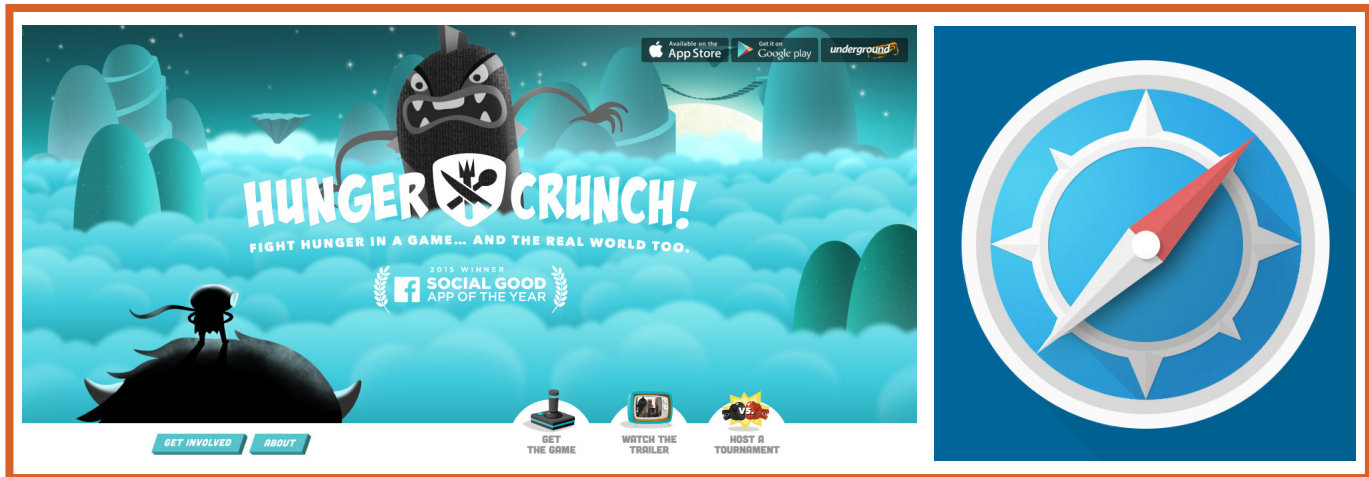 Available on the
App Store
Get it on
Google play
underground
HUNGER CRUNCH!
FIGHT HUNGER IN A GAME... AND THE REAL WORLD TOO.
2015 WINNER
f SOCIAL GOOD
APP OF THE YEAR
VS.
GET INVOLVED
ABOUT
GET
THE GAME
WATCH THE
TRAILER
HOST A
TOURNAMENT